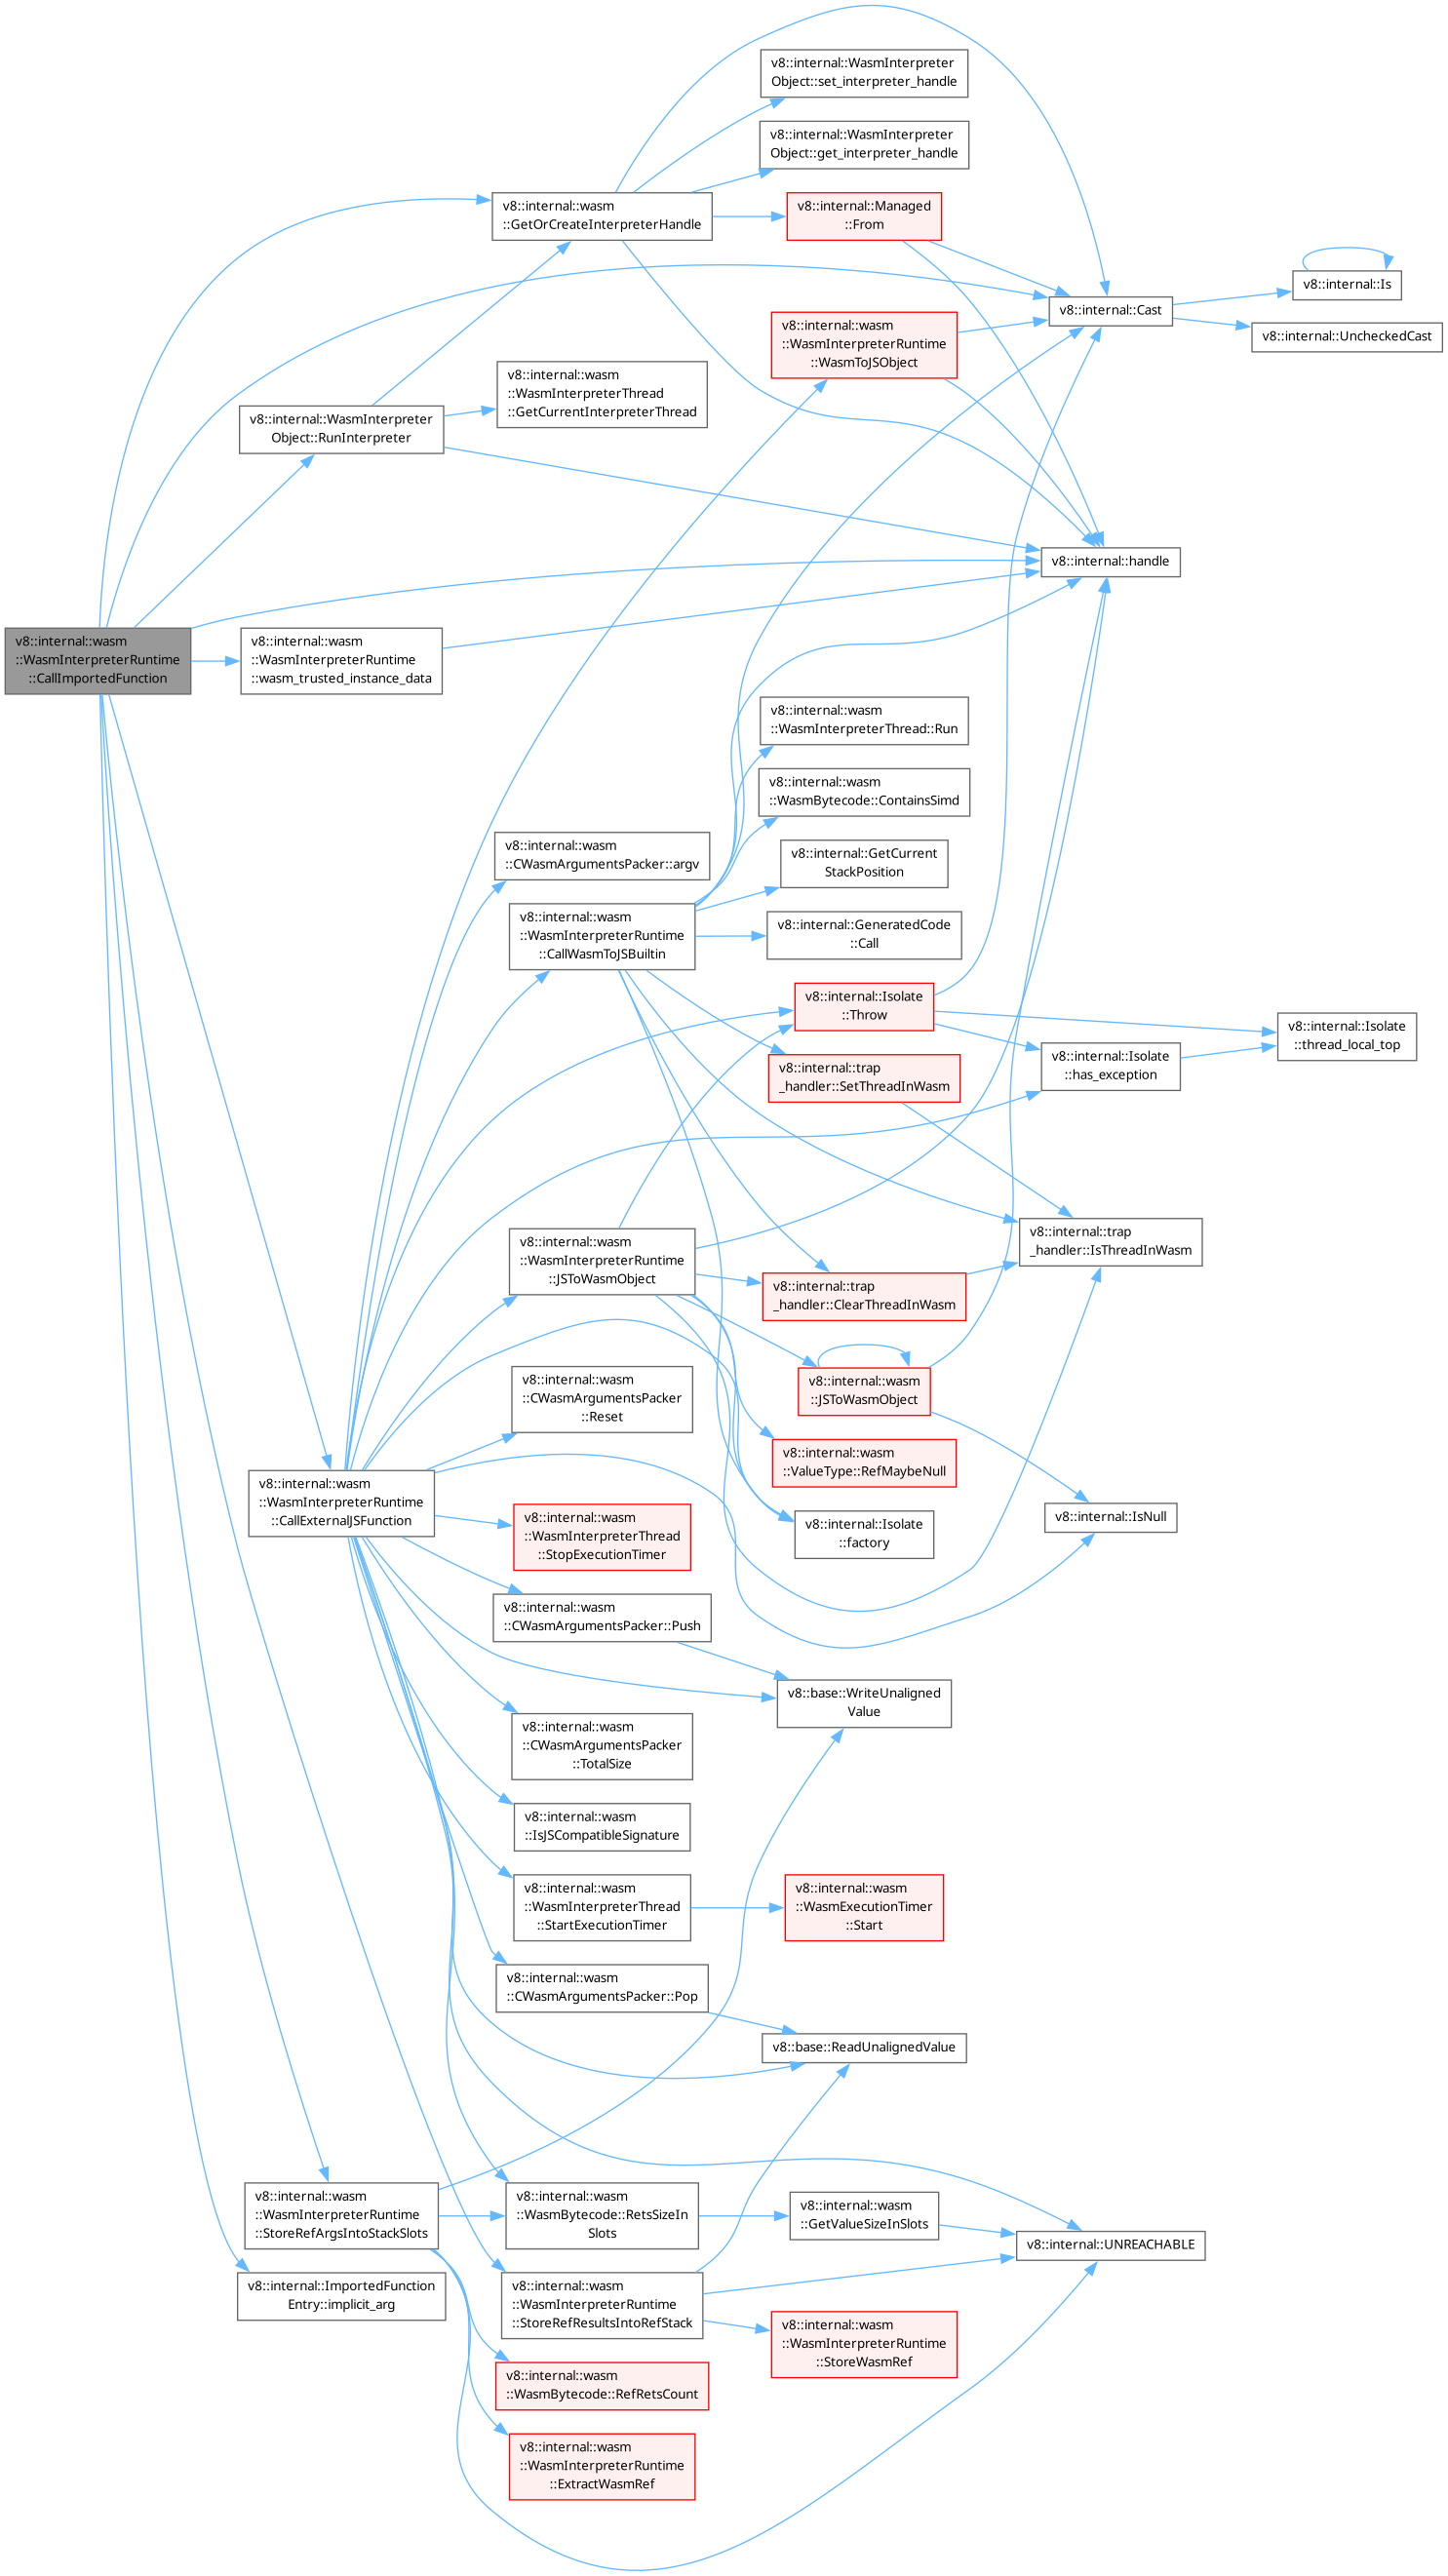 v8::internal::WasmInterpreter
Object::set_interpreter_handle
v8::internal::WasmInterpreter
Object::get_interpreter_handle
v8::internal::wasm
::GetOrCreateInterpreterHandle
v8::internal::Managed
::From
v8::internal::Is
v8::internal::Cast
v8::internal::UncheckedCast
v8::internal::wasm
::WasmInterpreterRuntime
::WasmToJSObject
v8::internal::wasm
::WasmInterpreterThread
::GetCurrentInterpreterThread
v8::internal::WasmInterpreter
Object::RunInterpreter
v8::internal::handle
v8::internal::wasm
::WasmInterpreterRuntime
::CallImportedFunction
v8::internal::wasm
::WasmInterpreterRuntime
::wasm_trusted_instance_data
v8::internal::wasm
::WasmInterpreterThread::Run
v8::internal::wasm
::WasmBytecode::ContainsSimd
v8::internal::wasm
::CWasmArgumentsPacker::argv
v8::internal::GetCurrent
StackPosition
v8::internal::wasm
::WasmInterpreterRuntime
::CallWasmToJSBuiltin
v8::internal::GeneratedCode
::Call
v8::internal::Isolate
::Throw
v8::internal::Isolate
::thread_local_top
v8::internal::Isolate
::has_exception
v8::internal::trap
_handler::SetThreadInWasm
v8::internal::wasm
::WasmInterpreterRuntime
::JSToWasmObject
v8::internal::trap
_handler::IsThreadInWasm
v8::internal::trap
_handler::ClearThreadInWasm
v8::internal::wasm
::JSToWasmObject
v8::internal::wasm
::CWasmArgumentsPacker
::Reset
v8::internal::wasm
::ValueType::RefMaybeNull
v8::internal::wasm
::WasmInterpreterRuntime
::CallExternalJSFunction
v8::internal::IsNull
v8::internal::wasm
::WasmInterpreterThread
::StopExecutionTimer
v8::internal::Isolate
::factory
v8::internal::wasm
::CWasmArgumentsPacker::Push
v8::base::WriteUnaligned
Value
v8::internal::wasm
::CWasmArgumentsPacker
::TotalSize
v8::internal::wasm
::IsJSCompatibleSignature
v8::internal::wasm
::WasmInterpreterThread
::StartExecutionTimer
v8::internal::wasm
::WasmExecutionTimer
::Start
v8::internal::wasm
::CWasmArgumentsPacker::Pop
v8::base::ReadUnalignedValue
v8::internal::wasm
::WasmInterpreterRuntime
::StoreRefArgsIntoStackSlots
v8::internal::wasm
::WasmBytecode::RetsSizeIn
Slots
v8::internal::wasm
::GetValueSizeInSlots
v8::internal::UNREACHABLE
v8::internal::ImportedFunction
Entry::implicit_arg
v8::internal::wasm
::WasmInterpreterRuntime
::StoreRefResultsIntoRefStack
v8::internal::wasm
::WasmInterpreterRuntime
::StoreWasmRef
v8::internal::wasm
::WasmBytecode::RefRetsCount
v8::internal::wasm
::WasmInterpreterRuntime
::ExtractWasmRef